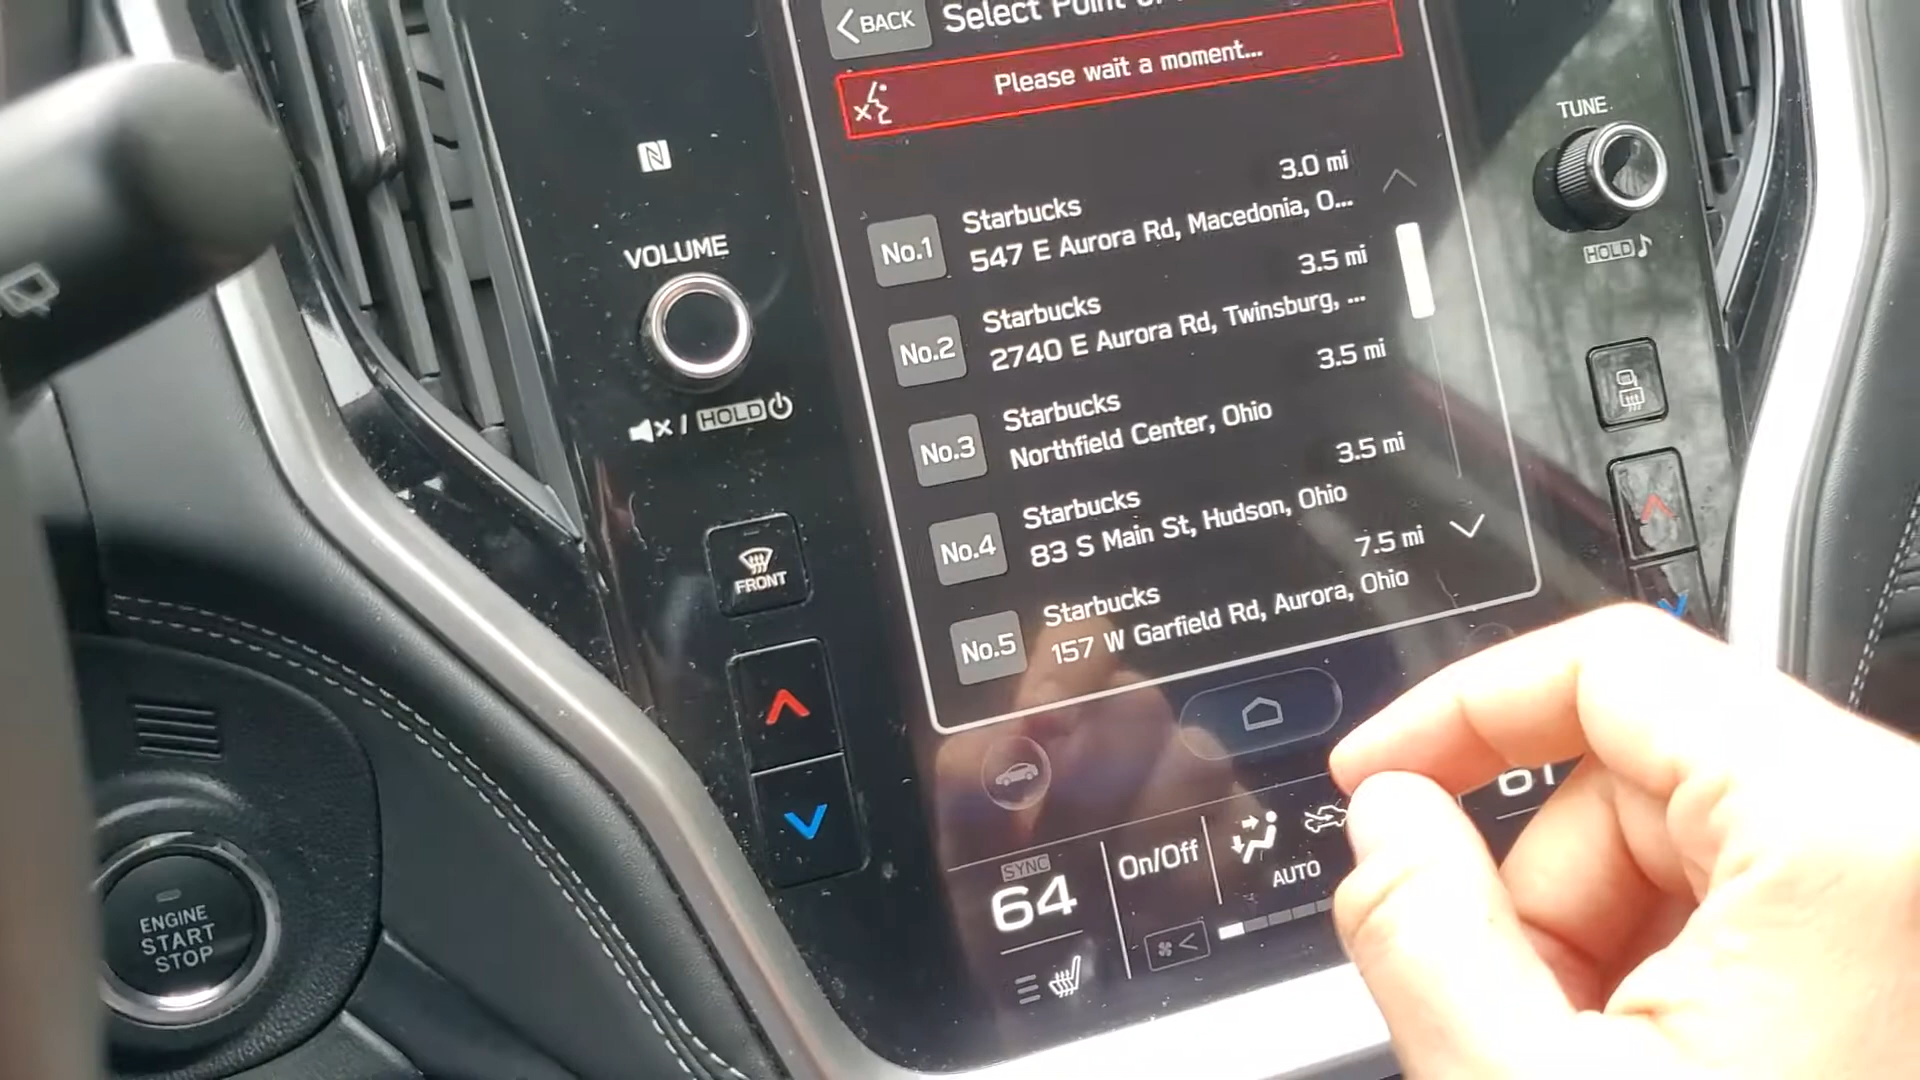 BACK
Select Point
Please wait a moment...
3.0 mi
No.1
Starbucks
547 E Aurora Rd, Macedonia, O...
3.5 mi
No.2
Starbucks
2740 E Aurora Rd, Twinsburg, ...
3.5 mi
No.3
Starbucks
Northfield Center, Ohio
3.5 mi
No.4
Starbucks
83 S Main St, Hudson, Ohio
7.5 mi
No.5
Starbucks
157 W Garfield Rd, Aurora, Ohio
VOLUME
/ HOLD
FRONT
TUNE
HOLD
SYNC
64
On/Off
AUTO
ENGINE
START
STOP